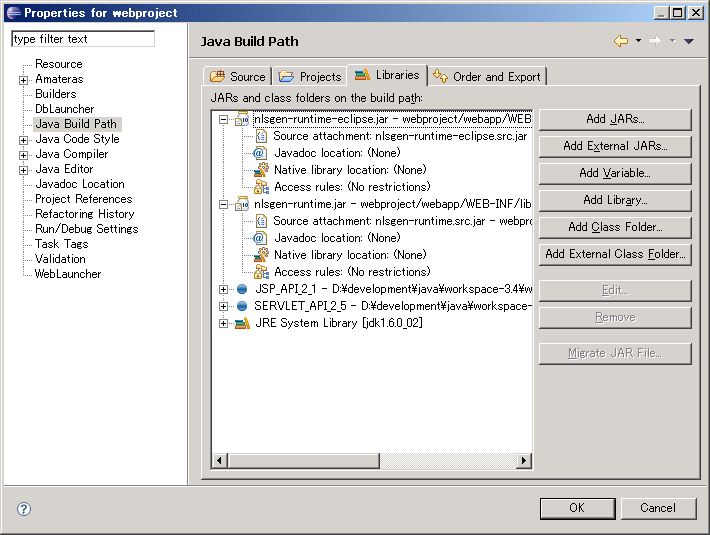 Properties for webproject
type filter text
Resource
Amateras
Builders
DbLauncher
Java Build Path
Java Code Style
Java Compiler
Java Editor
Javadoc Location
Project References
Refactoring History
Run/Debug Settings
Task Tags
Validation
WebLauncher
Java Build Path
Source
Projects
Libraries
Order and Export
JARs and class folders on the build path:
nlsgen-runtime-eclipse.jar - webproject/webapp/WEB
Source attachment: nlsgen-runtime-eclipse.src.jar
Javadoc location: (None)
Native library location: (None)
Access rules: (No restrictions)
nlsgen-runtime.jar - webproject/webapp/WEB-INF/lib
Source attachment: nlsgen-runtime.src.jar - webpro
Javadoc location: (None)
Native library location: (None)
Access rules: (No restrictions)
JSP_API_2_1 - D:¥development¥java¥workspace-3.4¥w
SERVLET_API_2_5 - D:¥development¥java¥workspace-
JRE System Library [jdk1.6.0_02]
Add JARs...
Add External JARs...
Add Variable...
Add Library...
Add Class Folder...
Add External Class Folder...
Edit...
Remove
Migrate JAR File...
?
OK
Cancel